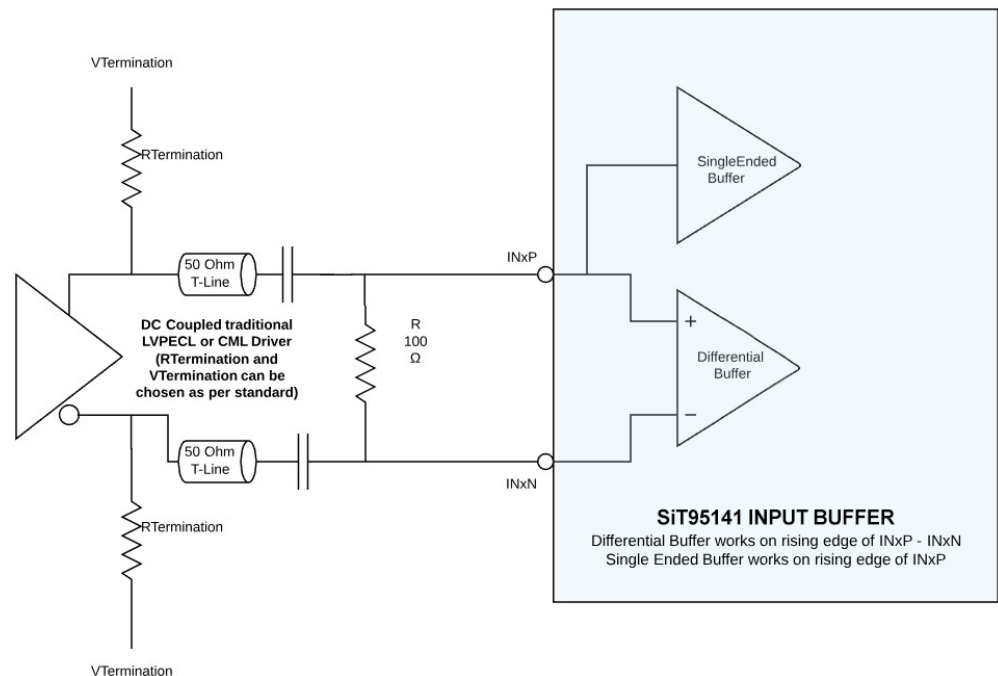 VTermination
RTermination
SingleEnded
Buffer
INxP
50 Ohm
T-Line
DC Coupled traditional
LVPECL or CML Driver
(RTermination and
VTermination can be
chosen as per standard)
R
100
Ω
+
Differential
Buffer
−
50 Ohm
T-Line
INxN
RTermination
SiT95141 INPUT BUFFER
Differential Buffer works on rising edge of INxP - INxN
Single Ended Buffer works on rising edge of INxP
VTermination